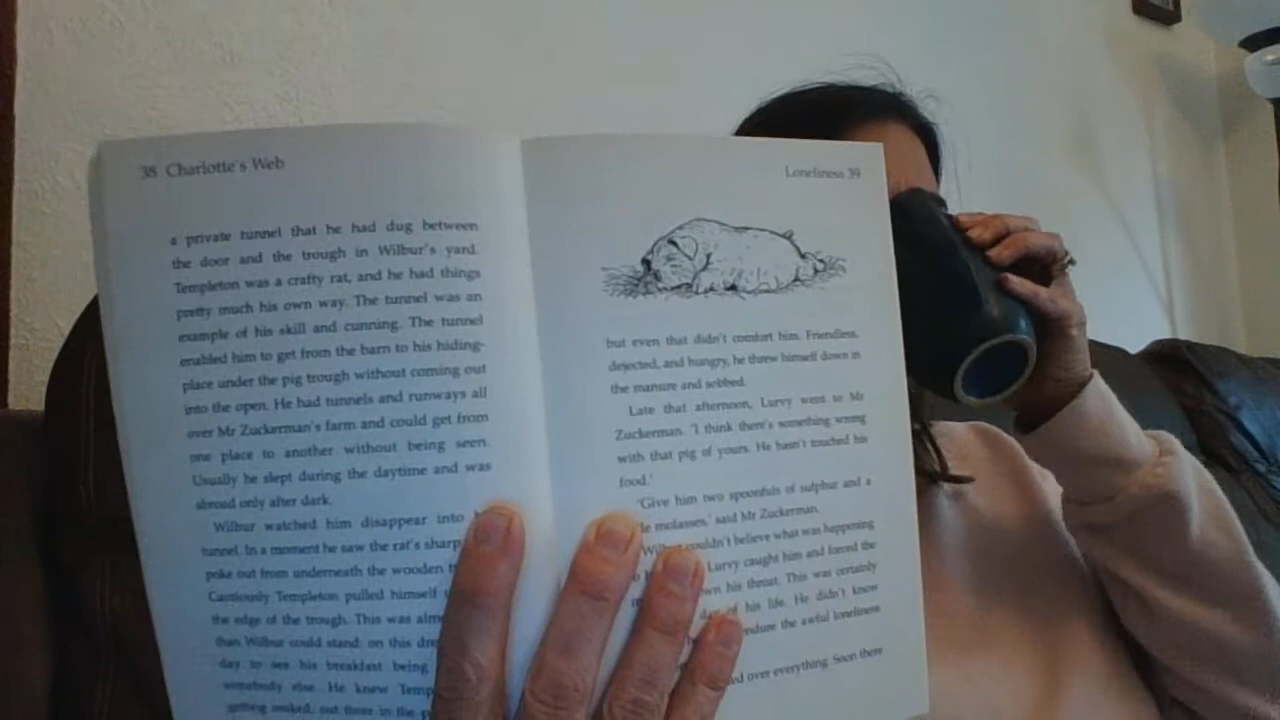 38 Charlotte's Web
a private tunnel that he had dug between
the door and the trough in Wilbur's yard.
Templeton was a crafty rat, and he had things
pretty much his own way. The tunnel was an
example of his skill and cunning. The tunnel
enabled him to get from the barn to his hiding-
place under the pig trough without coming out
into the open. He had tunnels and runways all
over Mr Zuckerman's farm and could get from
one place to another without being seen.
Usually he slept during the daytime and was
abroad only after dark.
Wilbur watched him disappear into
tunnel. In a moment he saw the rat's sharp
poke out from underneath the wooden
Cautiously Templeton pulled himself
the edge of the trough. This was
than Wilbur could stand: on this
day to see his breakfast being
somebody else. He knew
getting soaked, out there in the
Loneliness 39
but even that didn't comfort him. Friendless,
dejected, and hungry, he threw himself down in
the manure and sobbed.
Late that afternoon, Lurvy went to Mr
Zuckerman. 'I think there's something wrong
with that pig of yours. He hasn't touched his
food.'
'Give him two spoonfuls of sulphur and a
molasses,' said Mr Zuckerman.
couldn't believe what was happening
Lurvy caught him and forced the
his throat. This was certainly
day of his life. He didn't know
endure the awful loneliness
over everything. Soon there